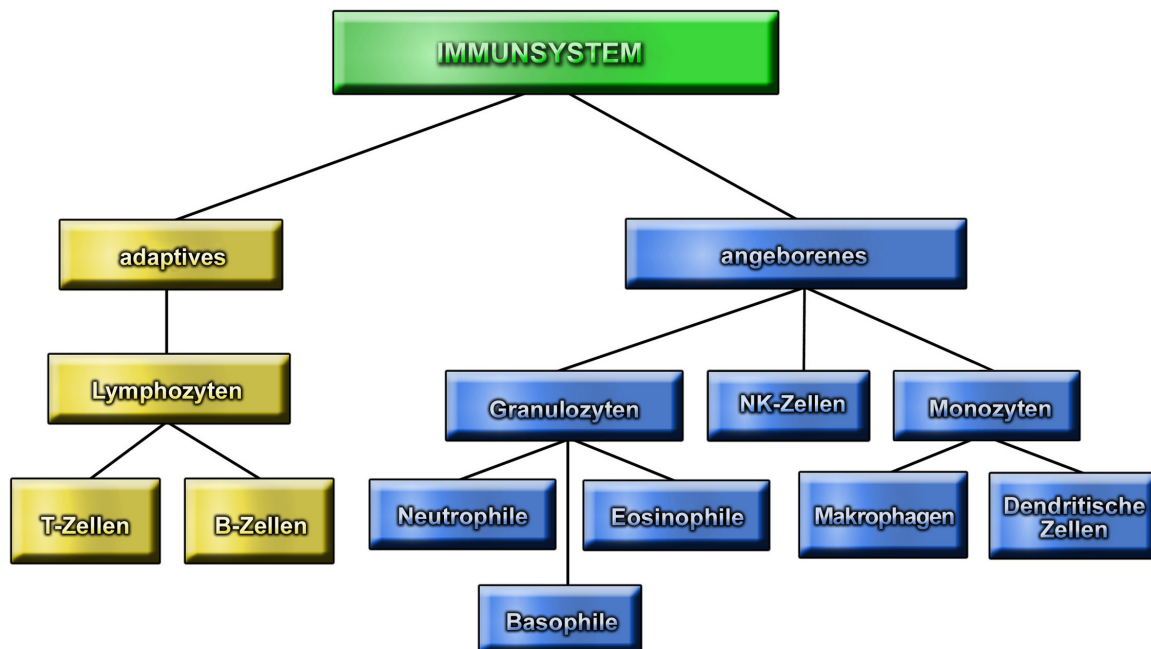 IMMUNSYSTEM
adaptives
angeborenes
Lymphozyten
Granulozyten
NK-Zellen
Monozyten
T-Zellen
B-Zellen
Neutrophile
Eosinophile
Makrophagen
Dendritische
Zellen
Basophile